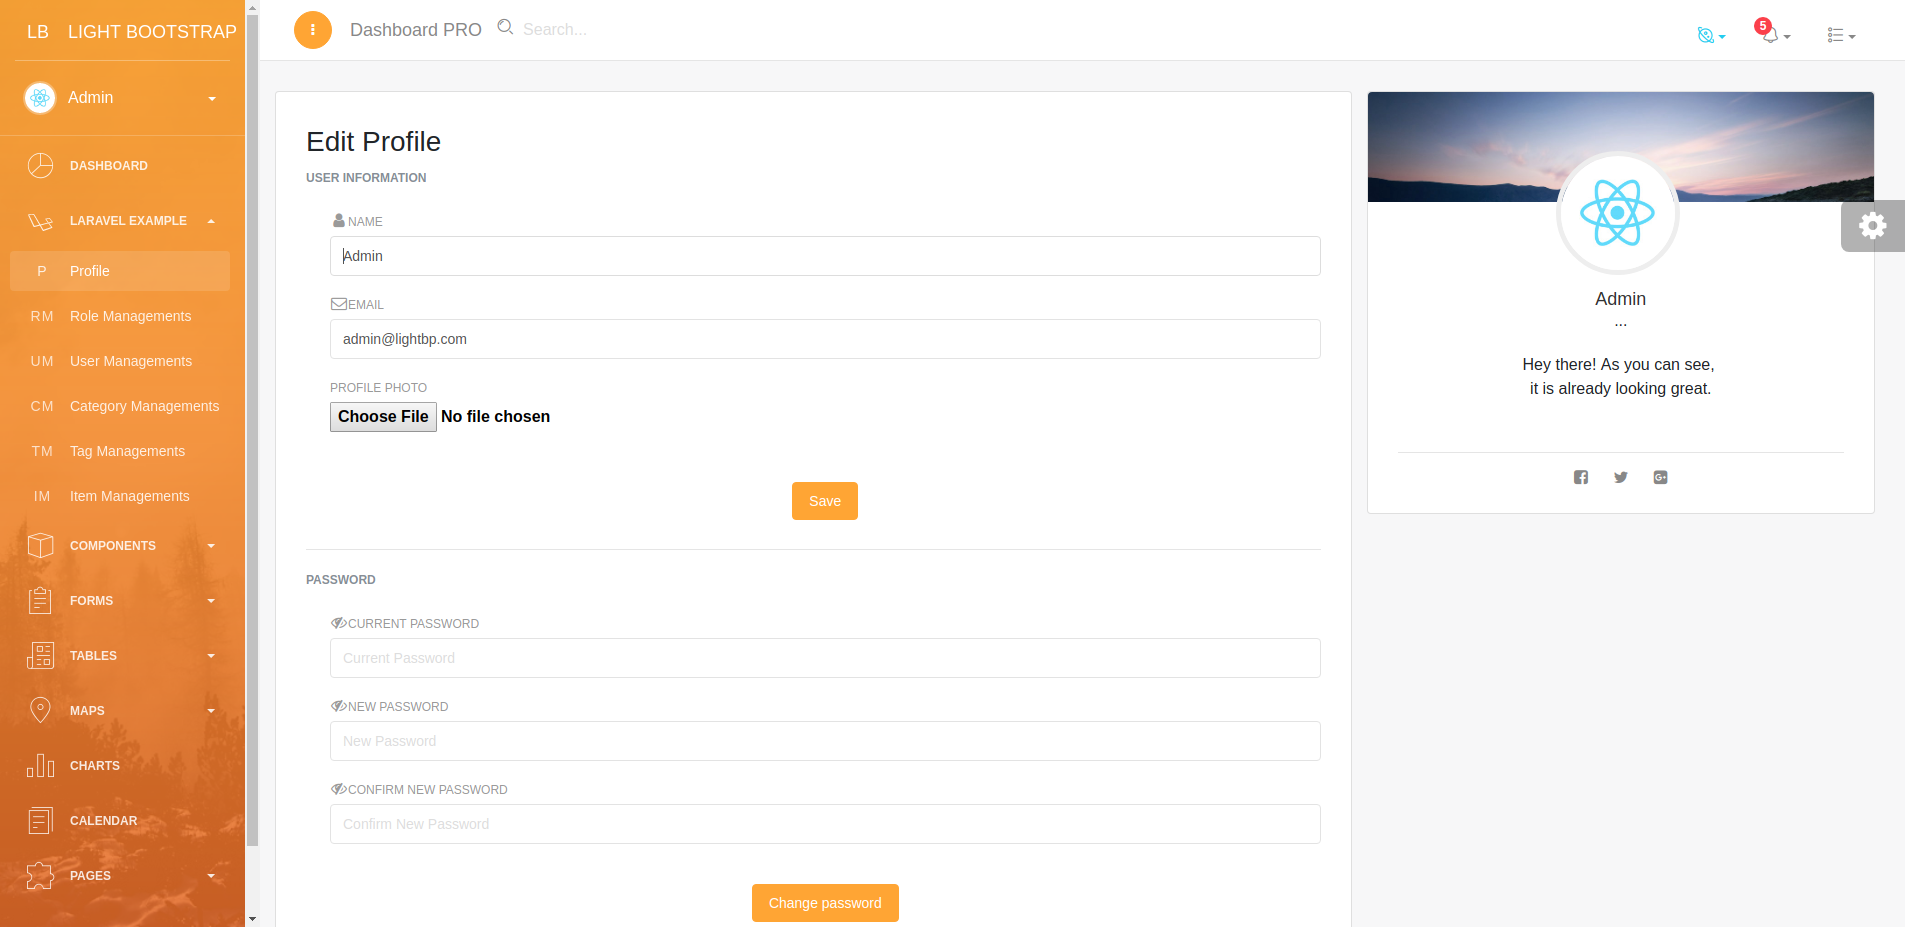 LB LIGHT BOOTSTRAP
Admin
DASHBOARD
LARAVEL EXAMPLE
P Profile
RM Role Managements
UM User Managements
CM Category Managements
TM Tag Managements
IM Item Managements
COMPONENTS
FORMS
TABLES
MAPS
CHARTS
CALENDAR
PAGES
Dashboard PRO Search...
5
Edit Profile
USER INFORMATION
NAME
Admin
EMAIL
admin@lightbp.com
PROFILE PHOTO
Choose File No file chosen
Save
PASSWORD
CURRENT PASSWORD
Current Password
NEW PASSWORD
New Password
CONFIRM NEW PASSWORD
Confirm New Password
Change password
Admin
...
Hey there! As you can see,
it is already looking great.